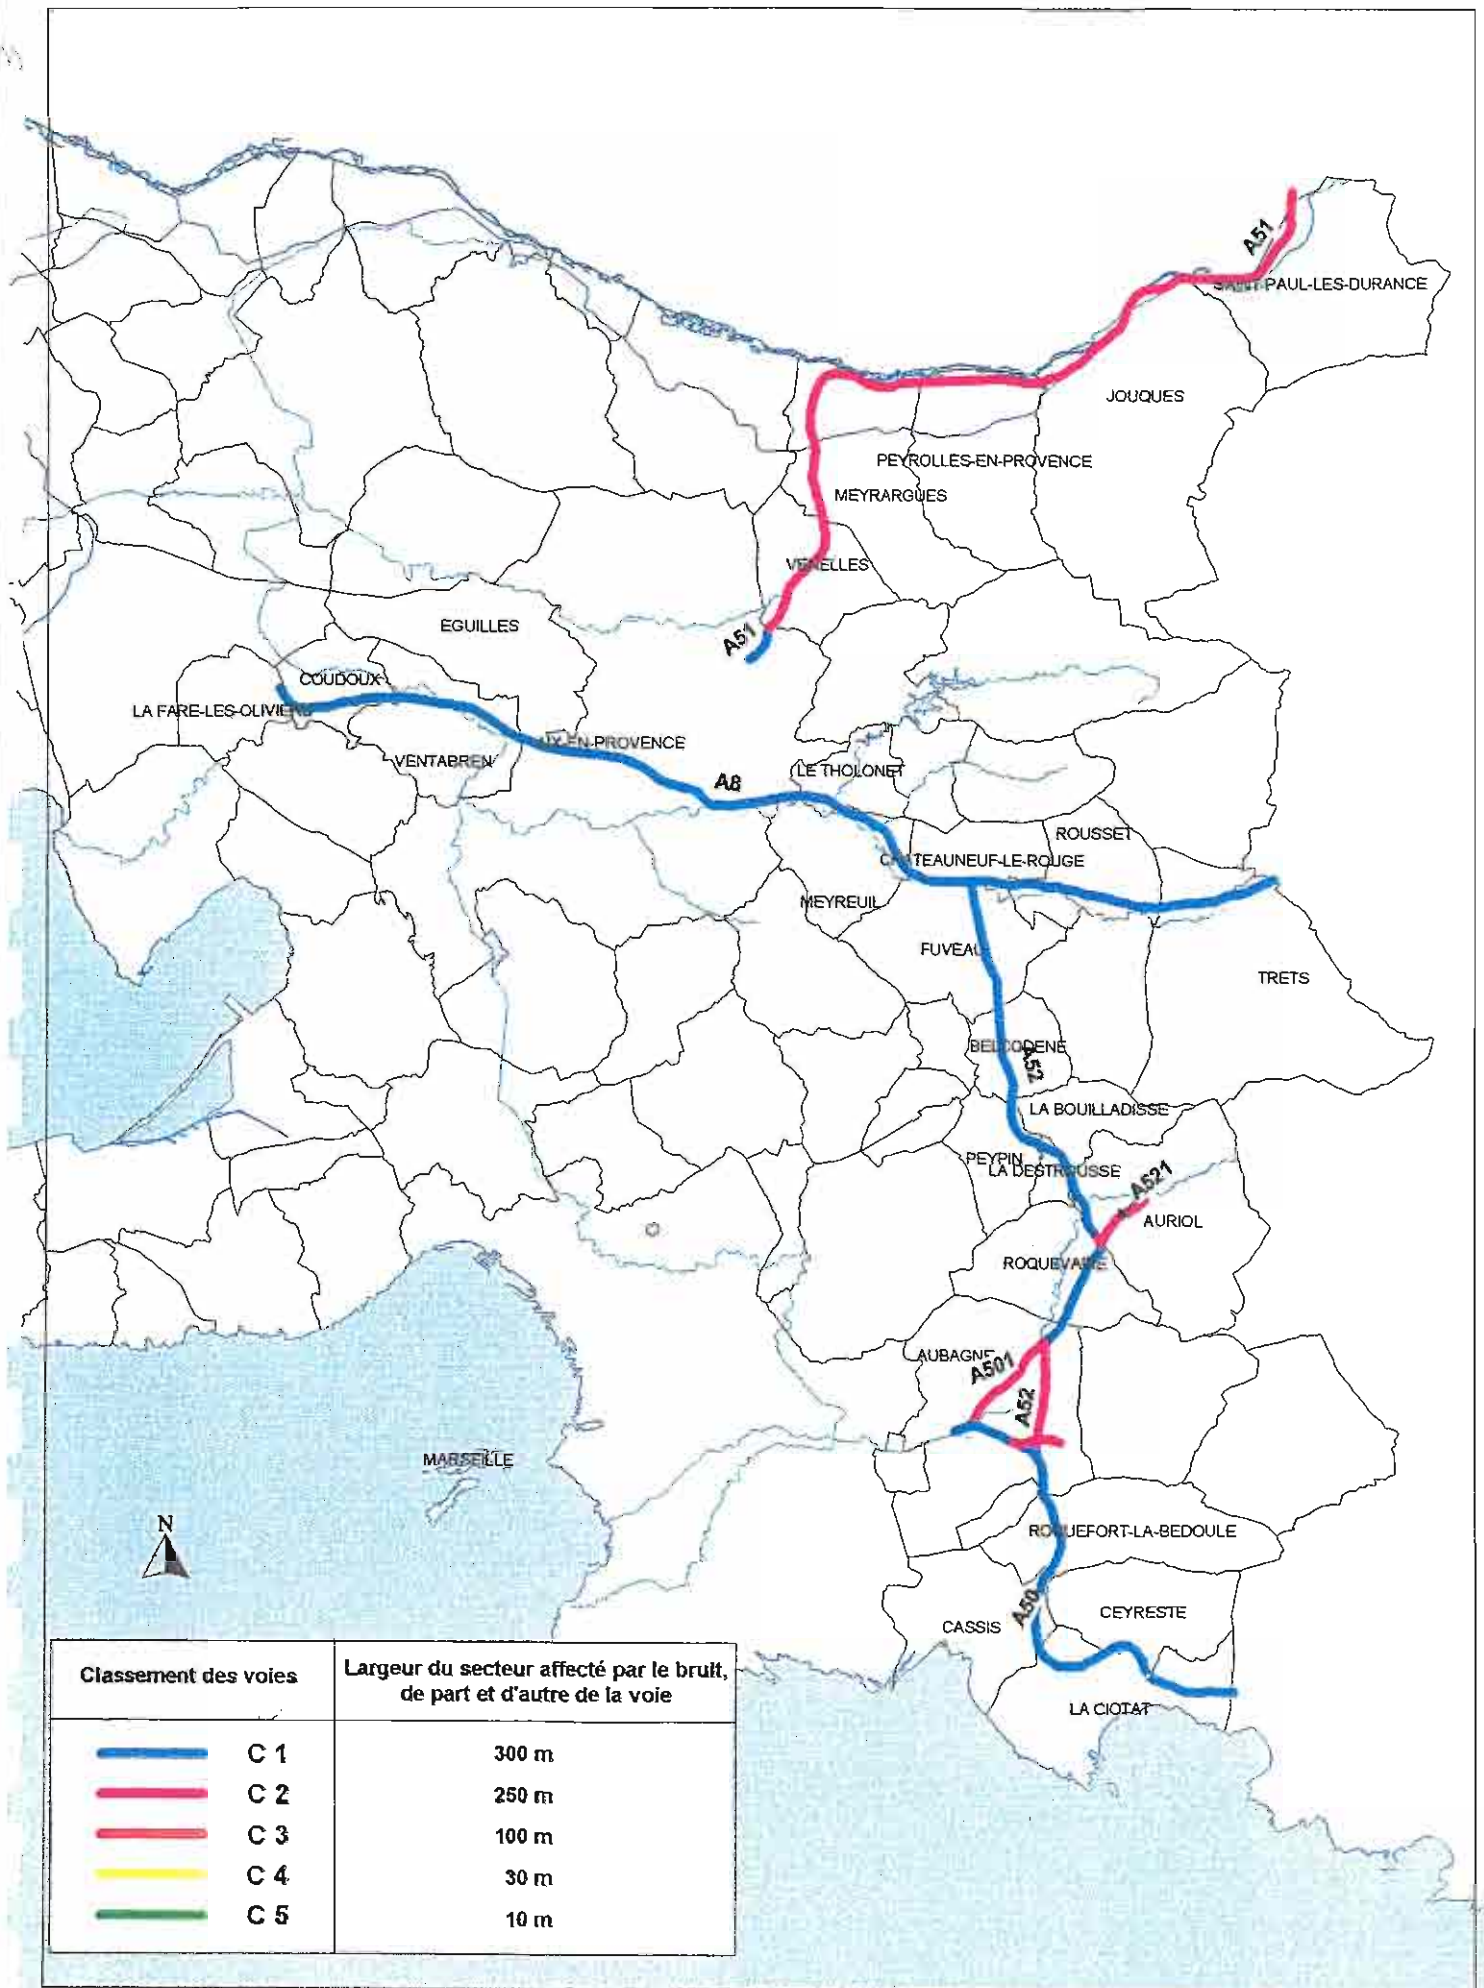 A51
SAINT-PAUL-LES-DURANCE
JOUQUES
PEYROLLES-EN-PROVENCE
MEYRARGUES
VENELLES
EGUILLES
A51
COUDOUX
LA FARE-LES-OLIVIERS
AIX-EN-PROVENCE
VENTABREN
LE THOLONET
A8
ROUSSET
CHATEAUNEUF-LE-ROUGE
MEYREUIL
FUVEAU
TRETS
BELCODENE
A52
LA BOUILLADISSE
PEYPIN
LA DESTROUSSE
A521
AURIOL
ROQUEVAIRE
AUBAGNE
A501
A52
MARSEILLE
N
ROQUEFORT-LA-BEDOULE
A50
CEYRESTE
CASSIS
LA CIOTAT
Classement des voies
Largeur du secteur affecté par le bruit,
de part et d'autre de la voie
C 1 300 m
C 2 250 m
C 3 100 m
C 4 30 m
C 5 10 m